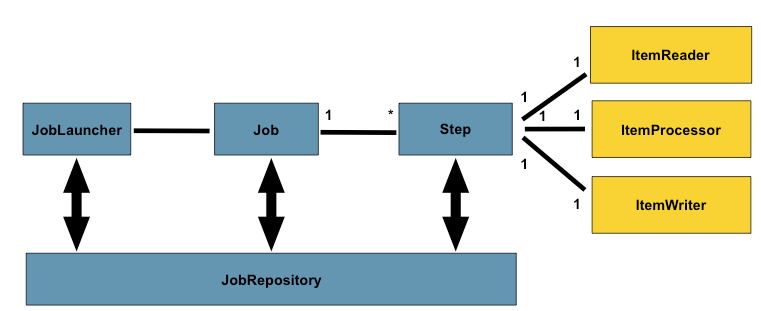 ItemReader
1
1
JobLauncher
Job
1
*
Step
1
1
ItemProcessor
1
1
ItemWriter
JobRepository